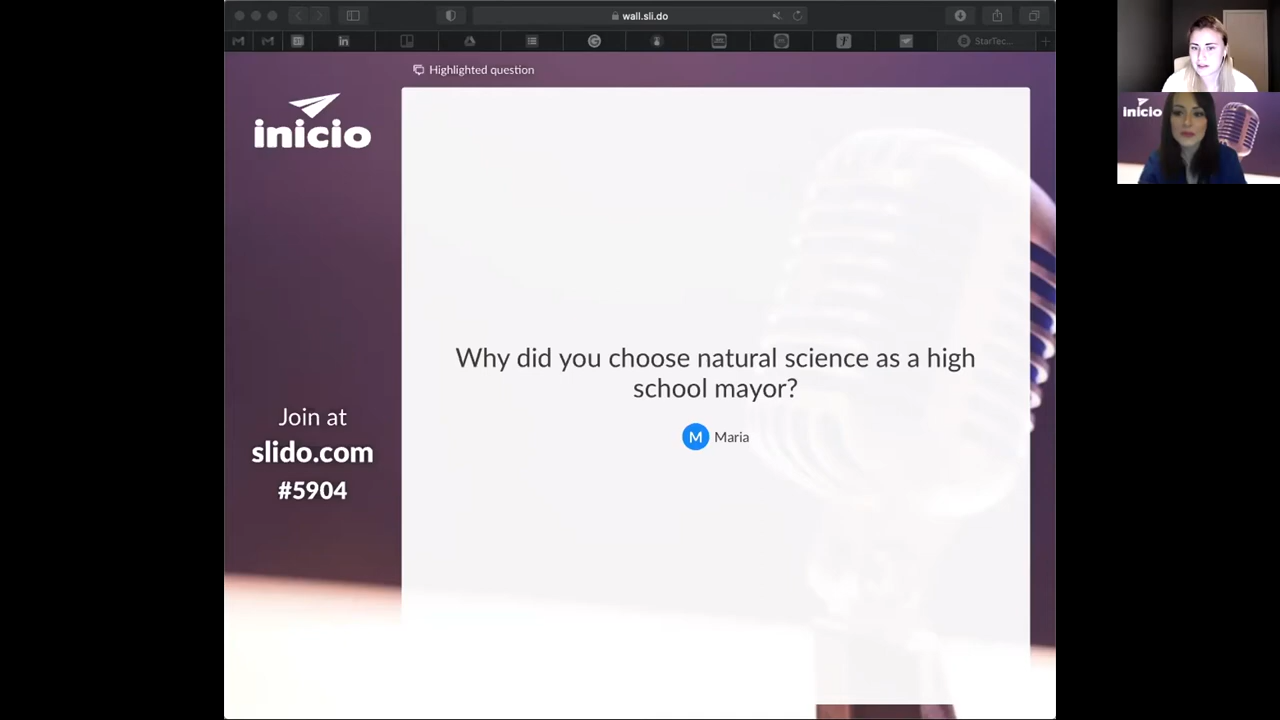 wall.sli.do
StarTec...
Highlighted question
inicio
Why did you choose natural science as a high
school mayor?
M Maria
Join at
slido.com
#5904
inicio